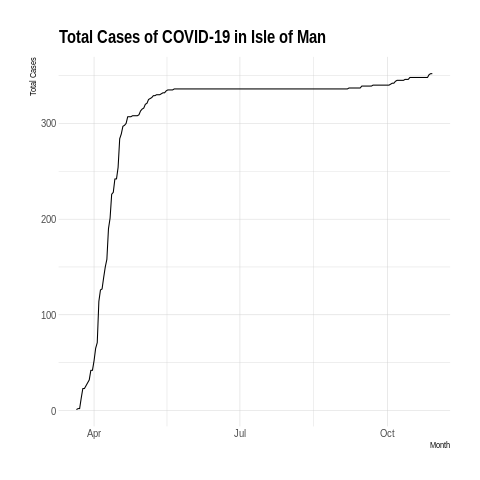 Total Cases of COVID-19 in Isle of Man
Total Cases
300
200
100
0
Apr
Jul
Oct
Month